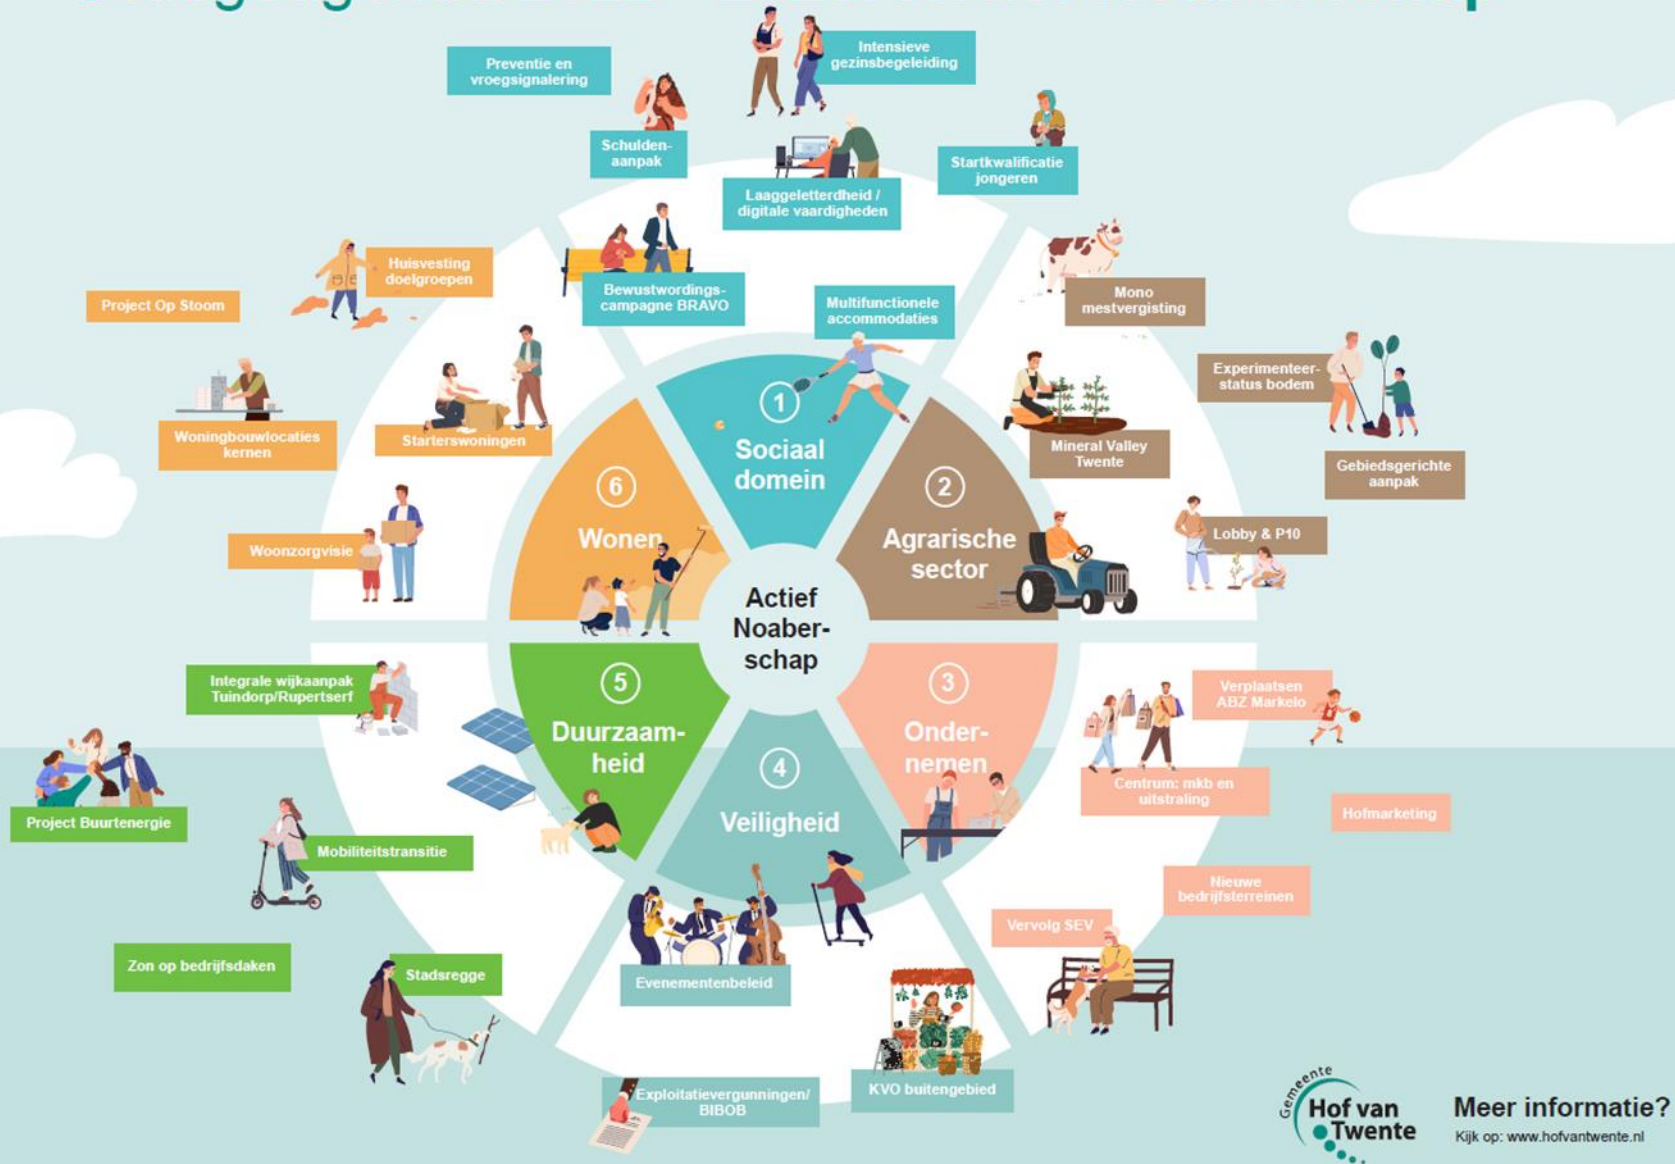 Preventie en
vroegsignalering
Intensieve
gezinsbegeleiding
Schulden-
aanpak
Startkwalificatie
jongeren
Laaggeletterdheid /
digitale vaardigheden
Bewustwordings-
campagne BRAVO
Multifunctionele
accommodaties
Huisvesting
doelgroepen
Project Op Stoom
Woningbouwlocaties
kernen
Starterswoningen
Woonzorgvisie
Mono
mestvergisting
Experimenteer-
status bodem
Mineral Valley
Twente
Gebiedsgerichte
aanpak
Lobby & P10
1
Sociaal
domein
2
Agrarische
sector
3
Onder-
nemen
4
Veiligheid
5
Duurzaam-
heid
6
Wonen
Actief
Noaber-
schap
Integrale wijkaanpak
Tuindorp/Rupertserf
Project Buurtenergie
Mobiliteitstransitie
Zon op bedrijfsdaken
Stadsregge
Verplaatsen
ABZ Markelo
Centrum: mkb en
uitstraling
Hofmarketing
Nieuwe
bedrijfsterreinen
Vervolg SEV
Evenementenbeleid
Exploitatievergunningen/
BIBOB
KVO buitengebied
Gemeente
Hof van
Twente
Meer informatie?
Kijk op: www.hofvantwente.nl